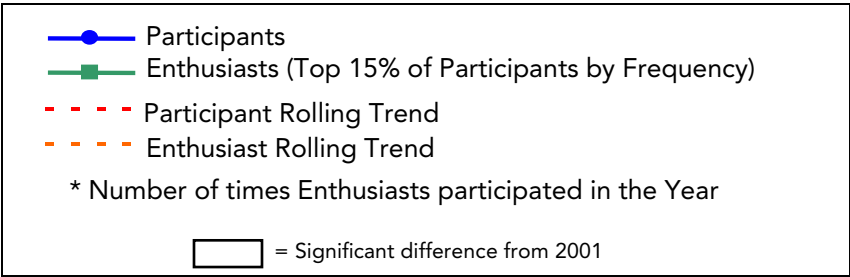 Participants
Enthusiasts (Top 15% of Participants by Frequency)
Participant Rolling Trend
Enthusiast Rolling Trend
* Number of times Enthusiasts participated in the Year
= Significant difference from 2001